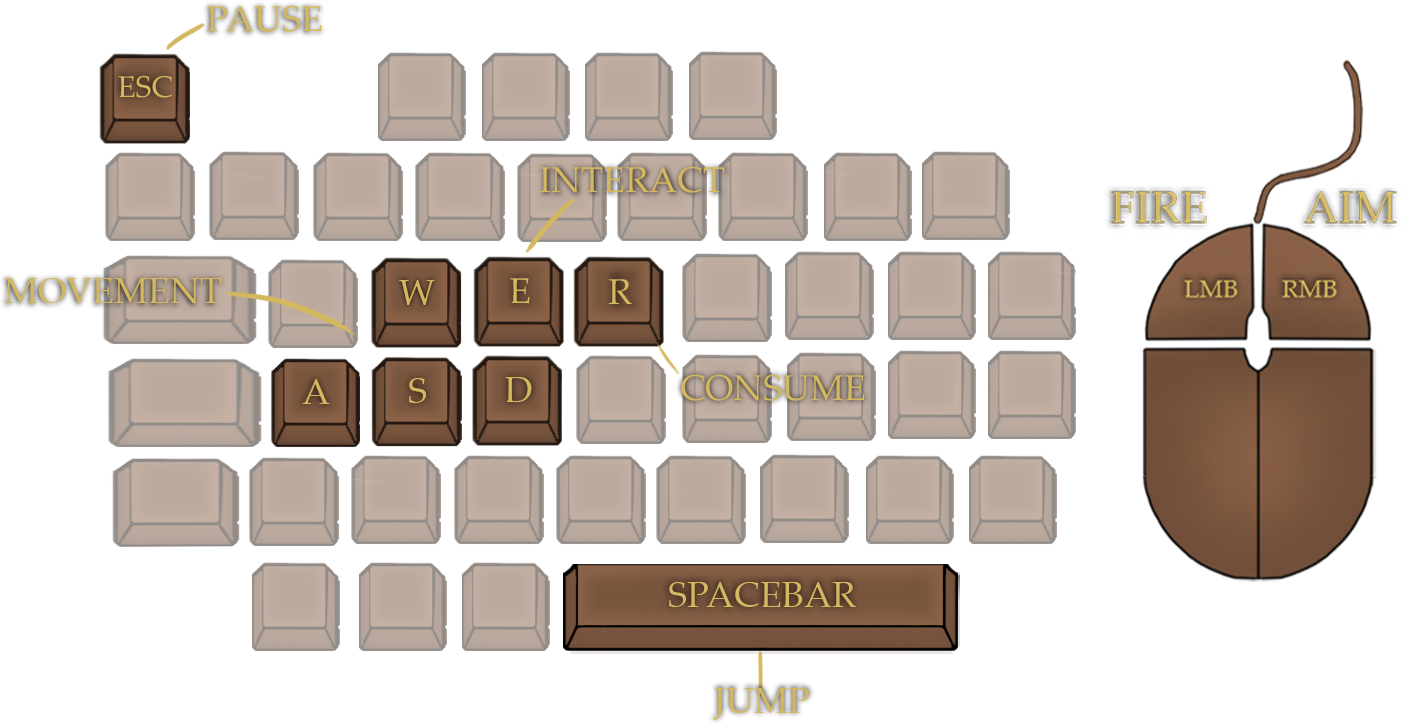 PAUSE
ESC
INTERACT
FIRE AIM
MOVEMENT
W E R
LMB RMB
A S D
CONSUME
SPACEBAR
JUMP